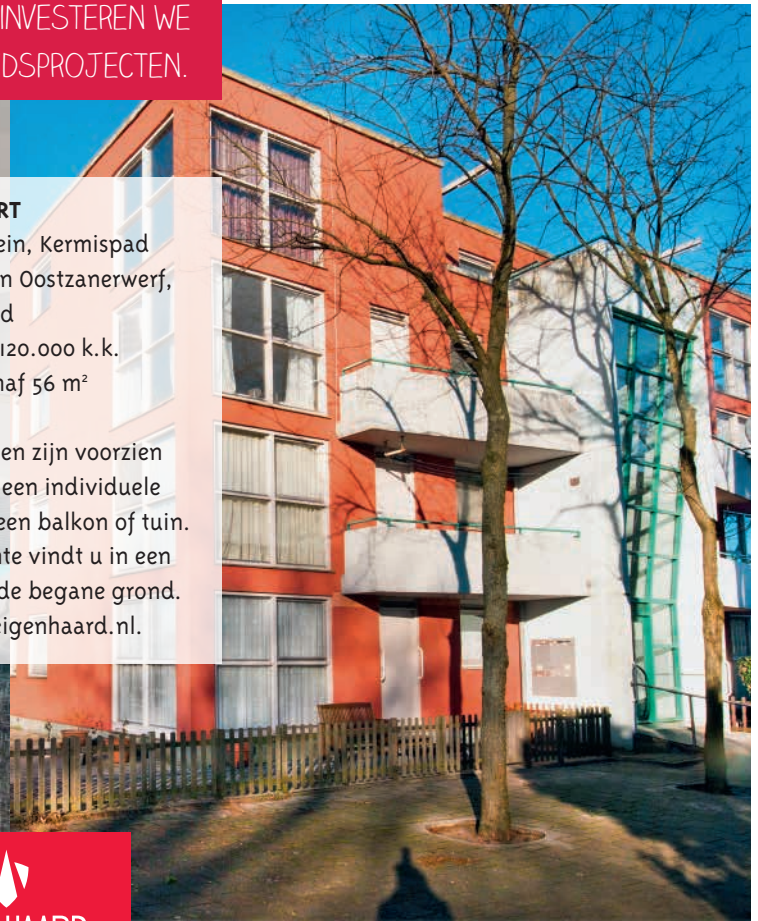 INVESTEREN WE
DSPROJECTEN.
RT
ein, Kermispad
n Oostzanerwerf,
d
120.000 k.k.
naf 56 m²
en zijn voorzien
een individuele
een balkon of tuin.
nte vindt u in een
de begane grond.
eigenhaard.nl.
HAARD